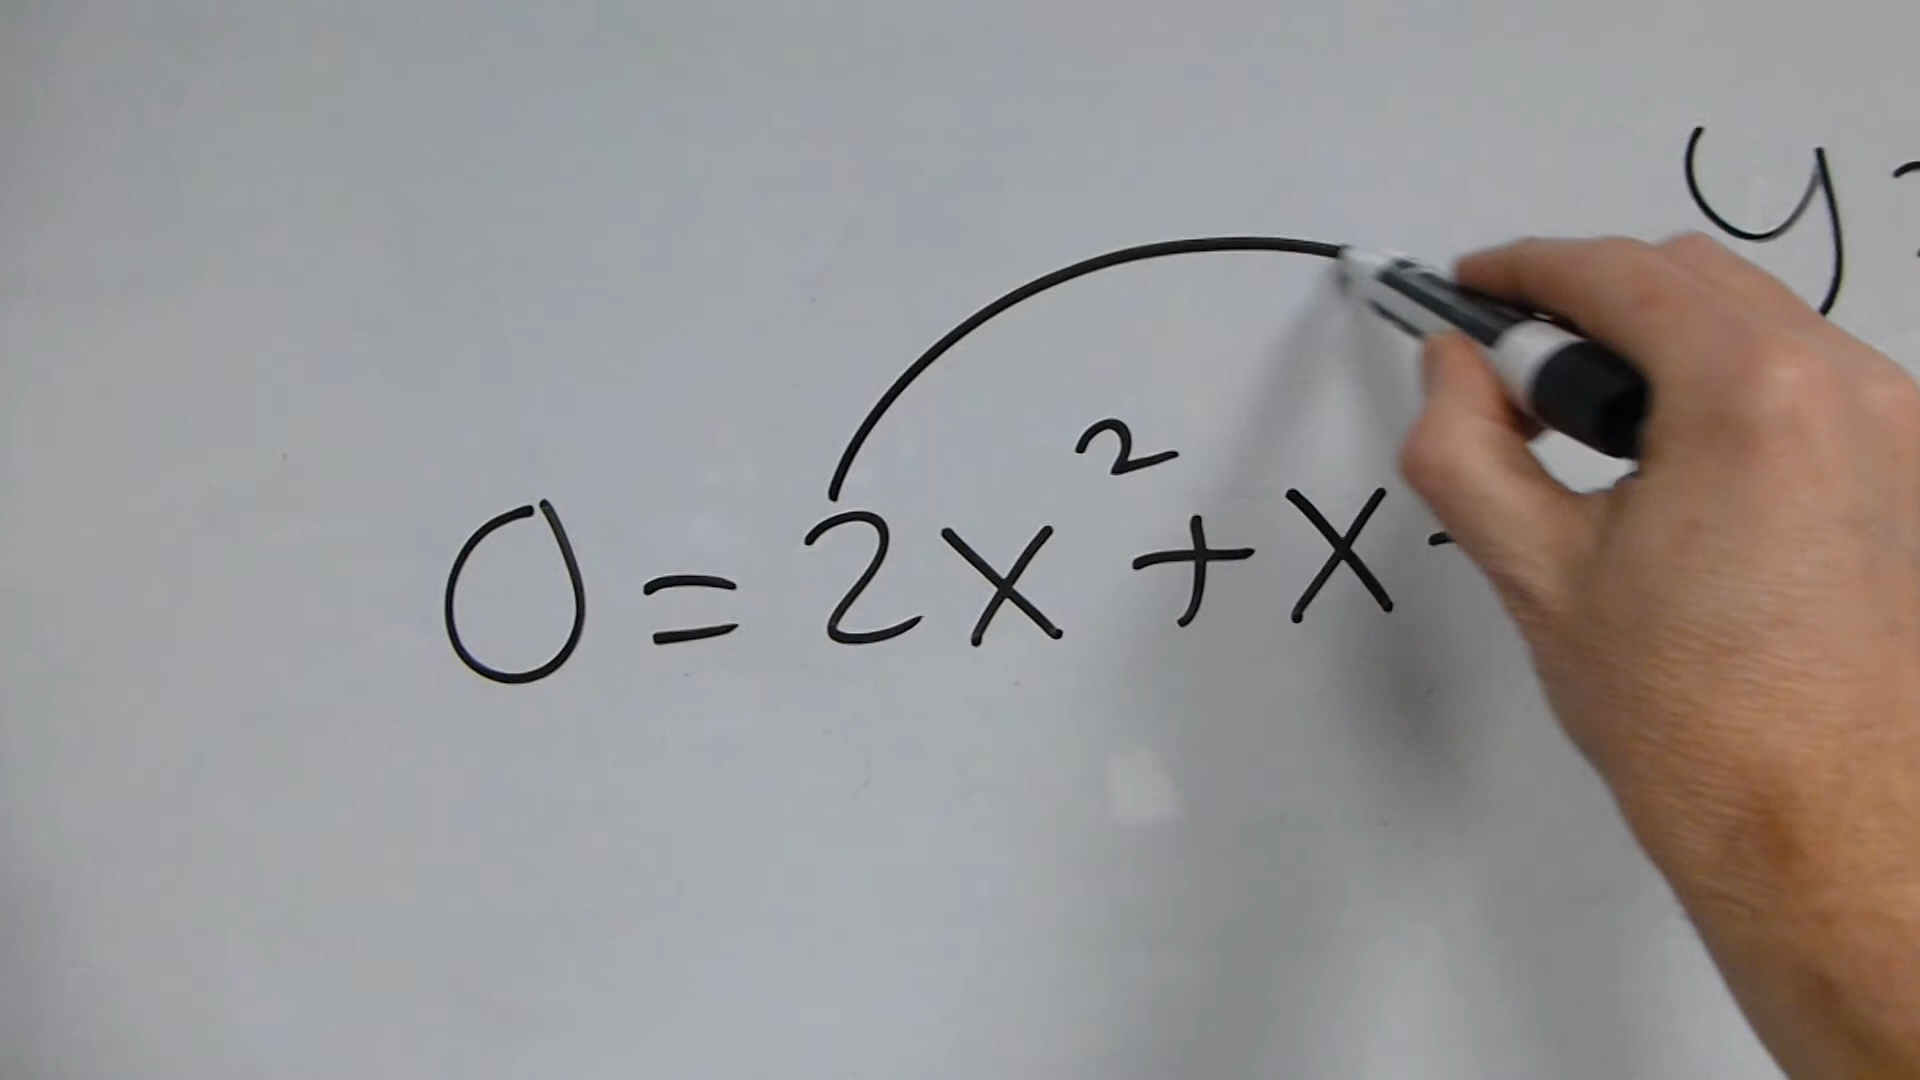 y =
0 = 2x² + x -